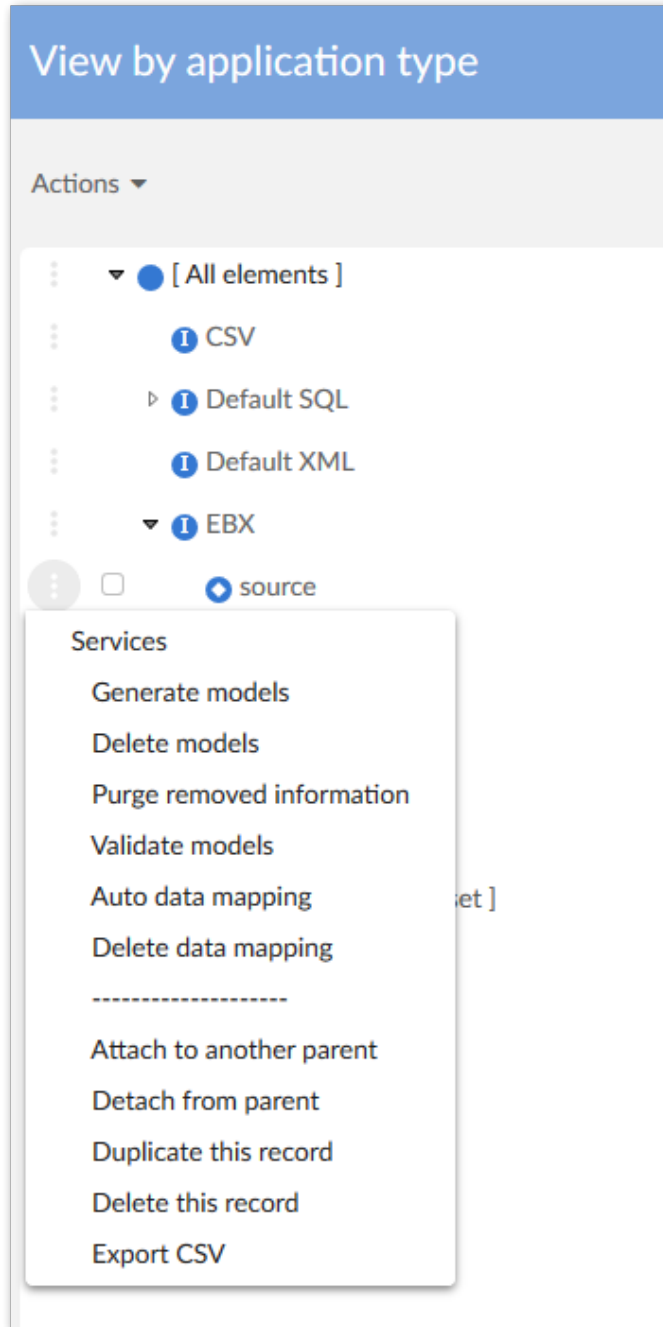 View by application type
Actions
[ All elements ]
CSV
Default SQL
Default XML
EBX
source
Services
Generate models
Delete models
Purge removed information
Validate models
Auto data mapping
set ]
Delete data mapping
--------------------
Attach to another parent
Detach from parent
Duplicate this record
Delete this record
Export CSV